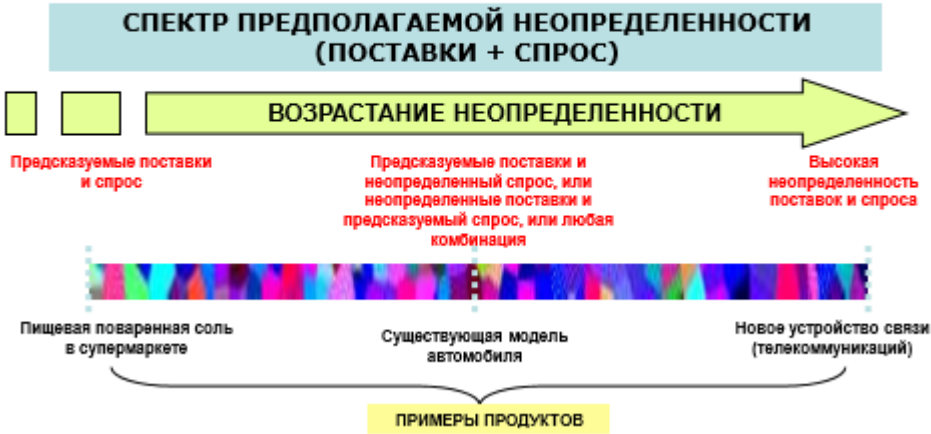 СПЕКТР ПРЕДПОЛАГАЕМОЙ НЕОПРЕДЕЛЕННОСТИ
(ПОСТАВКИ + СПРОС)
ВОЗРАСТАНИЕ НЕОПРЕДЕЛЕННОСТИ
Предсказуемые поставки
и спрос
Предсказуемые поставки и
неопределенный спрос, или
неопределенные поставки и
предсказуемый спрос, или любая
комбинация
Высокая
неопределенность
поставок и спроса
Пищевая поваренная соль
в супермаркете
Существующая модель
автомобиля
Новое устройство связи
(телекоммуникаций)
ПРИМЕРЫ ПРОДУКТОВ